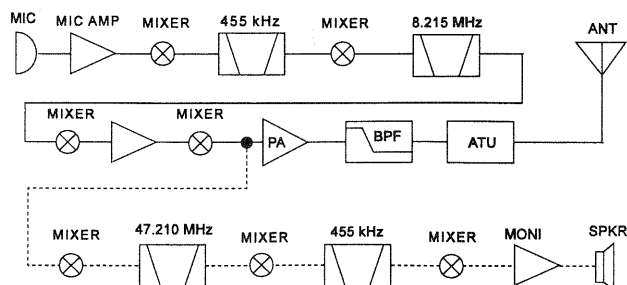 MIC
MIC AMP
MIXER
455 kHz
MIXER
8.215 MHz
ANT
MIXER
MIXER
PA
BPF
ATU
MIXER
47.210 MHz
MIXER
455 kHz
MIXER
MONI
SPKR